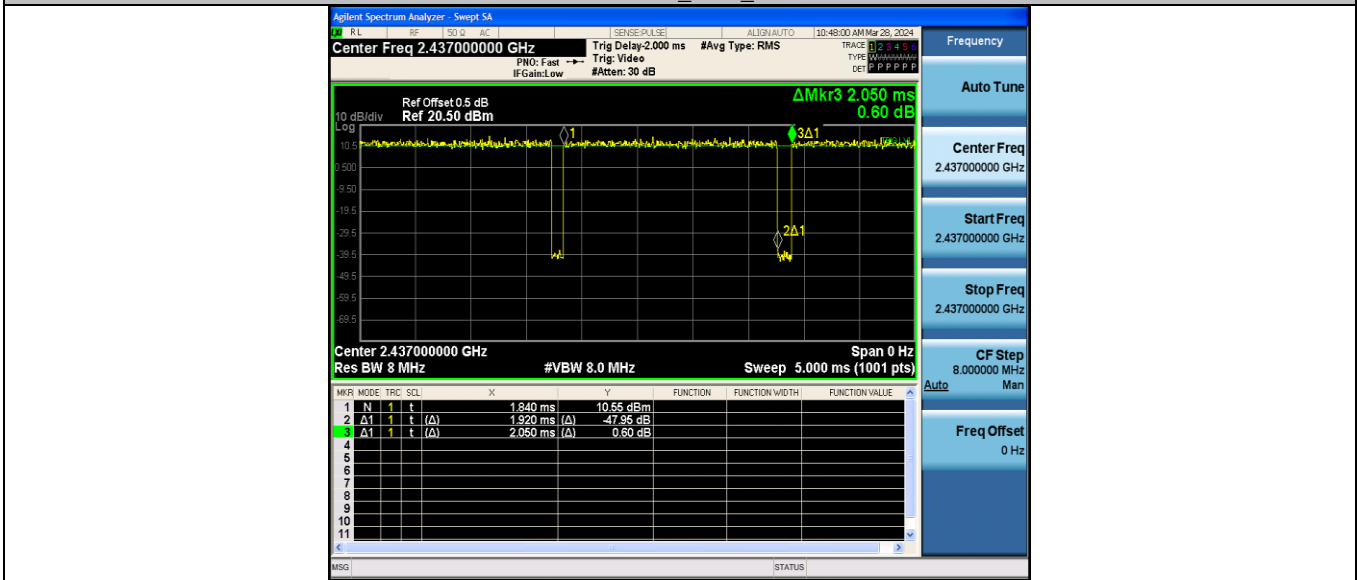 Agilent Spectrum Analyzer - Swept SA
RL RF 50 Ω AC SENSE:PULSE ALIGNAUTO 10:48:00 AM Mar 28, 2024
Center Freq 2.437000000 GHz
PNO: Fast
IFGain:Low
Trig Delay-2.000 ms
Trig: Video
#Atten: 30 dB
#Avg Type: RMS
TRACE 1 2 3 4 5 6
TYPE W
DET P P P P P P
Frequency
Auto Tune
Center Freq
2.437000000 GHz
Start Freq
2.437000000 GHz
Stop Freq
2.437000000 GHz
CF Step
8.000000 MHz
Auto Man
Freq Offset
0 Hz
ΔMkr3 2.050 ms
0.60 dB
Ref Offset 0.5 dB
10 dB/div Ref 20.50 dBm
Log
10.5
0.500
-9.50
-19.5
-29.5
-39.5
-49.5
-59.5
-69.5
1
3Δ1
2Δ1
Center 2.437000000 GHz Span 0 Hz
Res BW 8 MHz #VBW 8.0 MHz Sweep 5.000 ms (1001 pts)
MKR MODE TRC SCL X Y FUNCTION FUNCTION WIDTH FUNCTION VALUE
1 N 1 t 1.840 ms 10.55 dBm
2 Δ1 1 t (Δ) 1.920 ms (Δ) -47.95 dB
3 Δ1 1 t (Δ) 2.050 ms (Δ) 0.60 dB
4
5
6
7
8
9
10
11
MSG STATUS